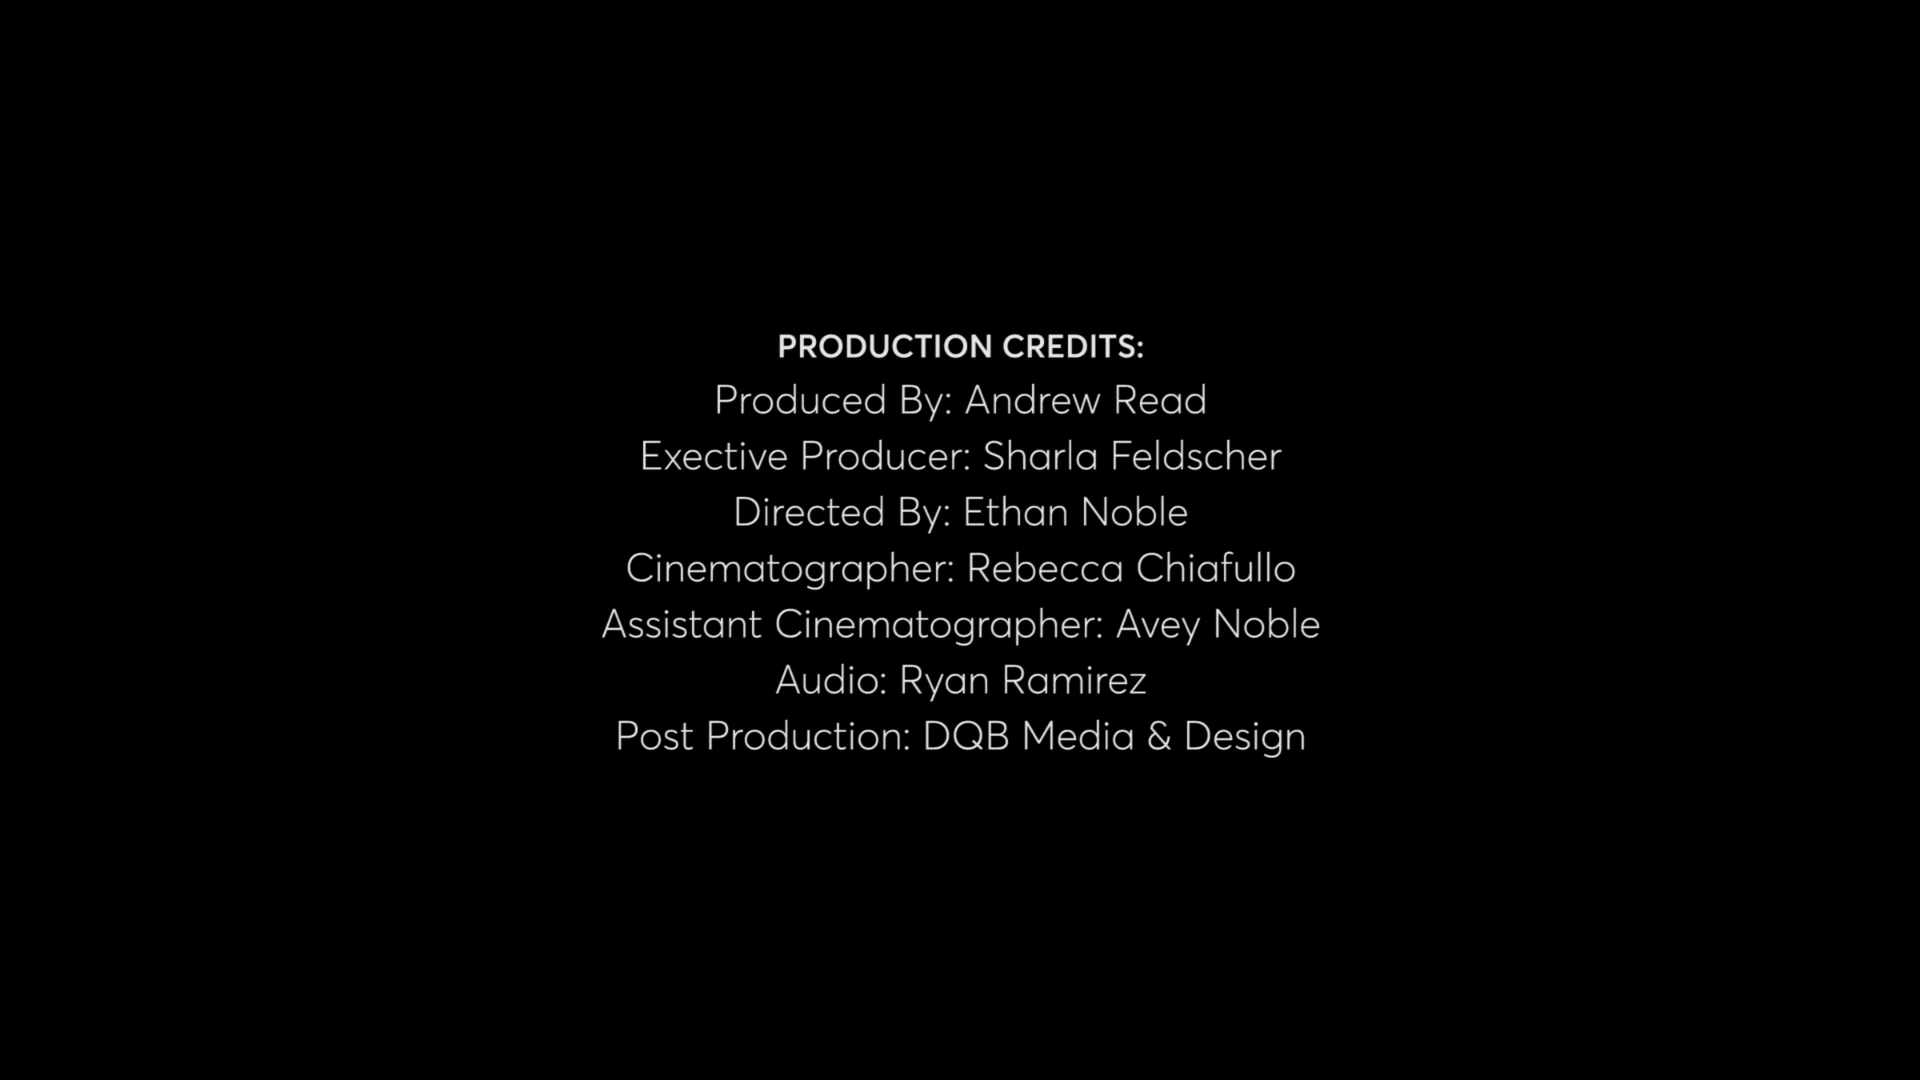 PRODUCTION CREDITS:
Produced By: Andrew Read
Exective Producer: Sharla Feldscher
Directed By: Ethan Noble
Cinematographer: Rebecca Chiafullo
Assistant Cinematographer: Avey Noble
Audio: Ryan Ramirez
Post Production: DQB Media & Design